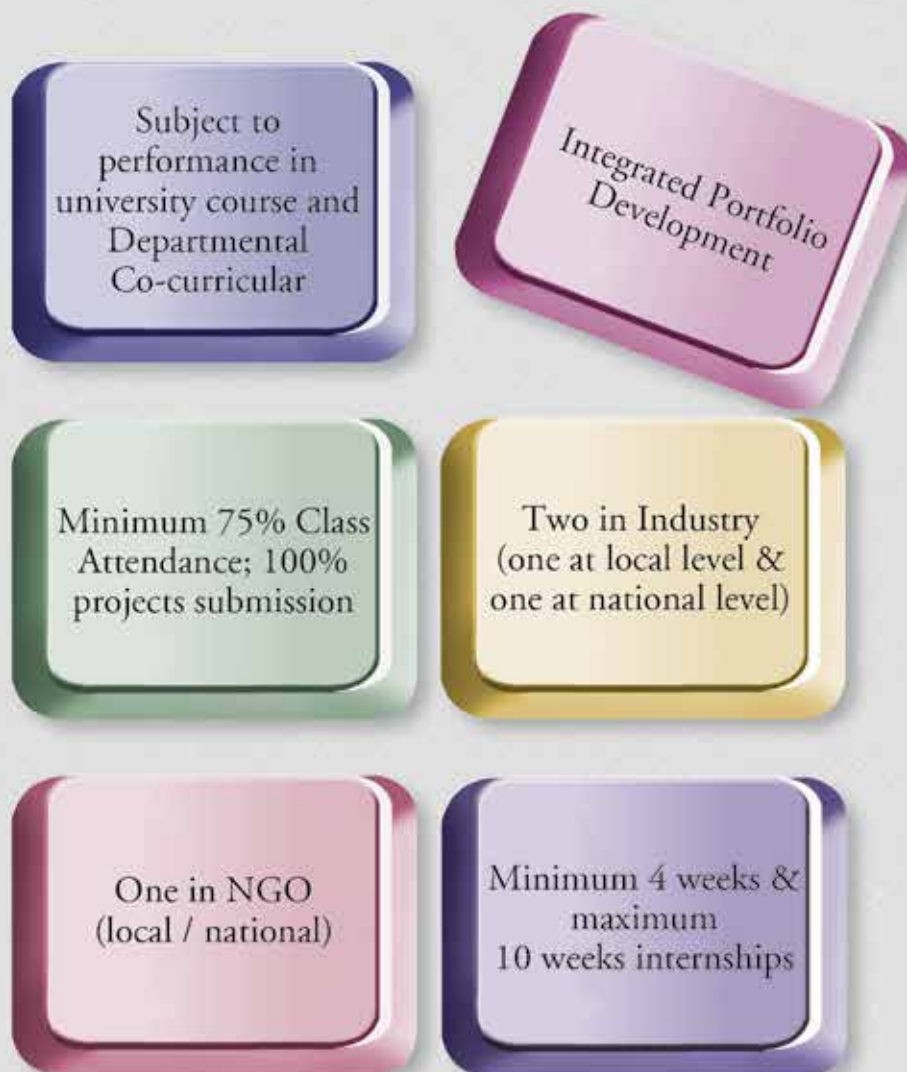 Subject to
performance in
university course and
Departmental
Co-curricular
Integrated Portfolio
Development
Minimum 75% Class
Attendance; 100%
projects submission
Two in Industry
(one at local level &
one at national level)
One in NGO
(local / national)
Minimum 4 weeks &
maximum
10 weeks internships